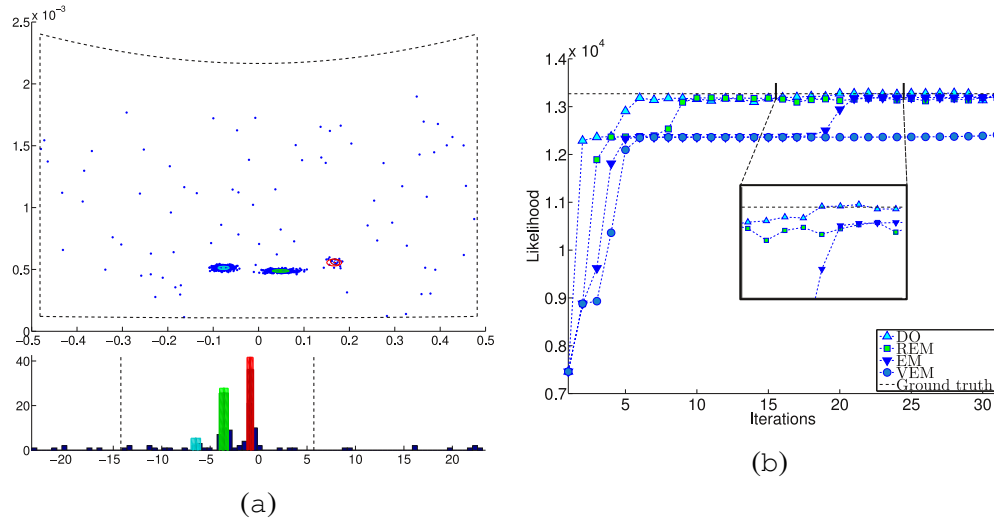 x 10⁻³
2.5
2
1.5
1
0.5
0
−0.5 −0.4 −0.3 −0.2 −0.1 0 0.1 0.2 0.3 0.4 0.5
40
20
0
−20 −15 −10 −5 0 5 10 15 20
(a)
x 10⁴
1.4
1.3
1.2
1.1
1
0.9
0.8
0.7
Likelihood
5 10 15 20 25 30
Iterations
DO
REM
EM
VEM
Ground truth
(b)